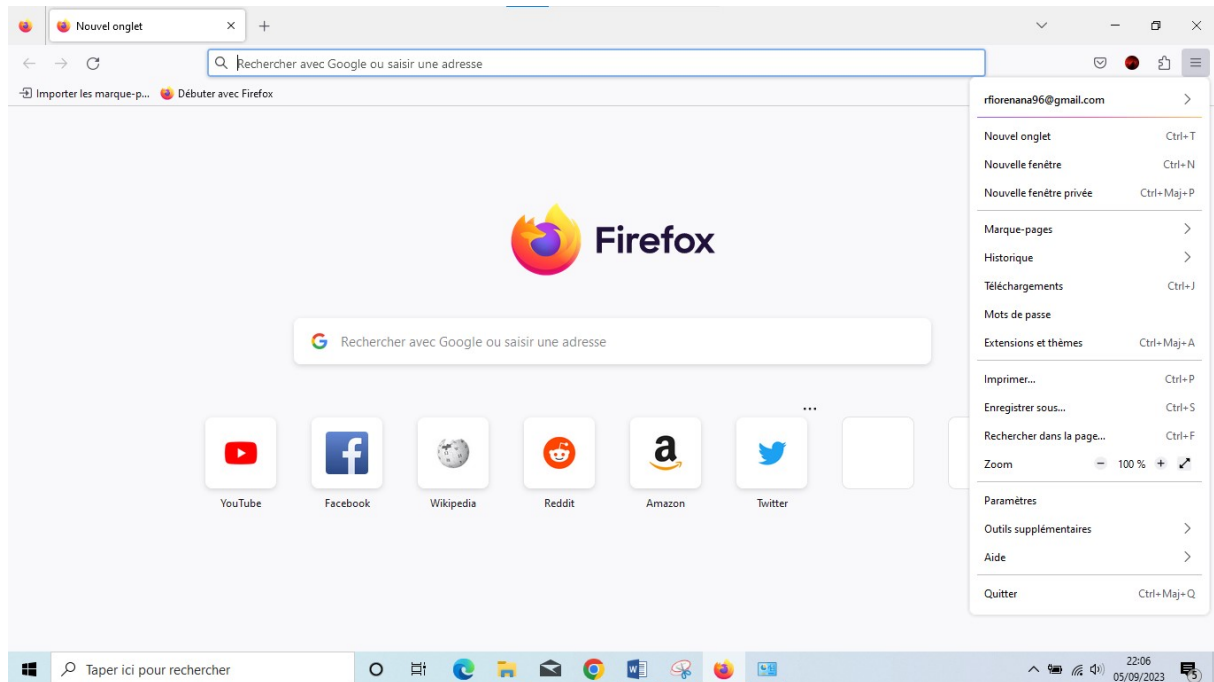 Nouvel onglet
Rechercher avec Google ou saisir une adresse
Importer les marque-p... Débuter avec Firefox
rfiorenana96@gmail.com
Nouvel onglet Ctrl+T
Nouvelle fenêtre Ctrl+N
Nouvelle fenêtre privée Ctrl+Maj+P
Marque-pages
Historique
Téléchargements Ctrl+J
Mots de passe
Extensions et thèmes Ctrl+Maj+A
Imprimer... Ctrl+P
Enregistrer sous... Ctrl+S
Rechercher dans la page... Ctrl+F
Zoom − 100 % +
Paramètres
Outils supplémentaires
Aide
Quitter Ctrl+Maj+Q
Firefox
Rechercher avec Google ou saisir une adresse
YouTube Facebook Wikipedia Reddit Amazon Twitter
Taper ici pour rechercher
22:06
05/09/2023
5